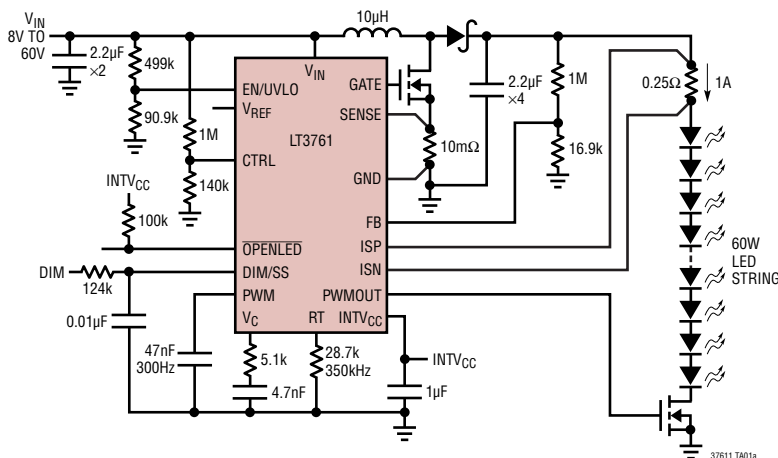 V_IN
8V TO
60V
2.2µF
×2
499k
90.9k
1M
140k
INTV_CC
100k
DIM
124k
0.01µF
47nF
300Hz
5.1k
4.7nF
28.7k
350kHz
1µF
INTV_CC
10µH
V_IN
EN/UVLO
V_REF
LT3761
CTRL
OPENLED
DIM/SS
PWM
V_C
RT
GATE
SENSE
GND
FB
ISP
ISN
PWMOUT
INTV_CC
10mΩ
2.2µF
×4
1M
16.9k
0.25Ω
1A
60W
LED
STRING
37611 TA01a